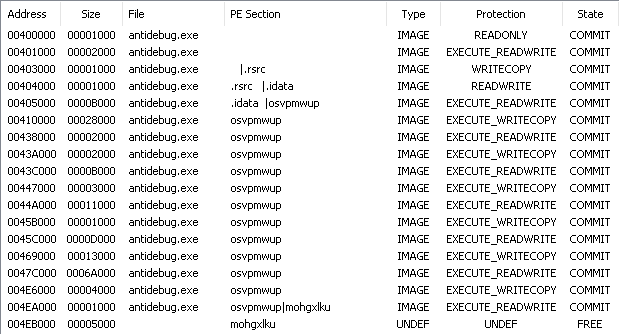 Address Size File PE Section Type Protection State
00400000 00001000 antidebug.exe IMAGE READONLY COMMIT
00401000 00002000 antidebug.exe IMAGE EXECUTE_READWRITE COMMIT
00403000 00001000 antidebug.exe |.rsrc IMAGE WRITECOPY COMMIT
00404000 00001000 antidebug.exe .rsrc |.idata IMAGE READWRITE COMMIT
00405000 0000B000 antidebug.exe .idata |osvpmwup IMAGE EXECUTE_READWRITE COMMIT
00410000 00028000 antidebug.exe osvpmwup IMAGE EXECUTE_WRITECOPY COMMIT
00438000 00002000 antidebug.exe osvpmwup IMAGE EXECUTE_READWRITE COMMIT
0043A000 00002000 antidebug.exe osvpmwup IMAGE EXECUTE_WRITECOPY COMMIT
0043C000 0000B000 antidebug.exe osvpmwup IMAGE EXECUTE_READWRITE COMMIT
00447000 00003000 antidebug.exe osvpmwup IMAGE EXECUTE_WRITECOPY COMMIT
0044A000 00011000 antidebug.exe osvpmwup IMAGE EXECUTE_READWRITE COMMIT
0045B000 00001000 antidebug.exe osvpmwup IMAGE EXECUTE_WRITECOPY COMMIT
0045C000 0000D000 antidebug.exe osvpmwup IMAGE EXECUTE_READWRITE COMMIT
00469000 00013000 antidebug.exe osvpmwup IMAGE EXECUTE_WRITECOPY COMMIT
0047C000 0006A000 antidebug.exe osvpmwup IMAGE EXECUTE_READWRITE COMMIT
004E6000 00004000 antidebug.exe osvpmwup IMAGE EXECUTE_WRITECOPY COMMIT
004EA000 00001000 antidebug.exe osvpmwup|mohgxlku IMAGE EXECUTE_READWRITE COMMIT
004EB000 00005000 mohgxlku UNDEF UNDEF FREE